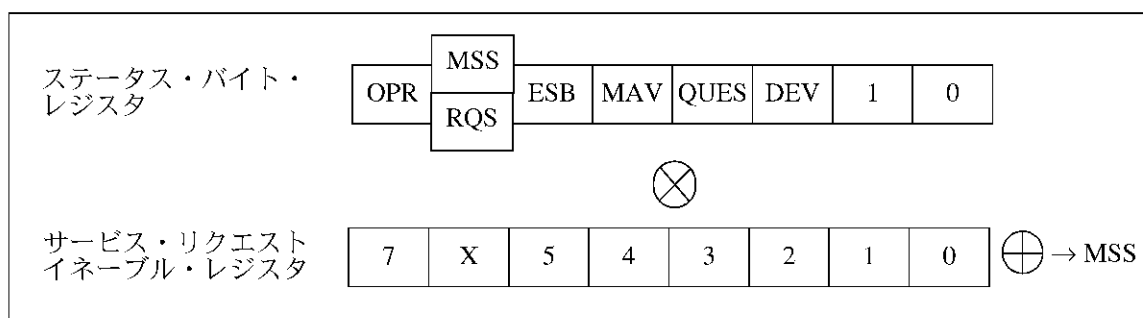 ステータス・バイト・
レジスタ
MSS
OPR RQS ESB MAV QUES DEV 1 0
サービス・リクエスト
イネーブル・レジスタ
7 X 5 4 3 2 1 0 → MSS